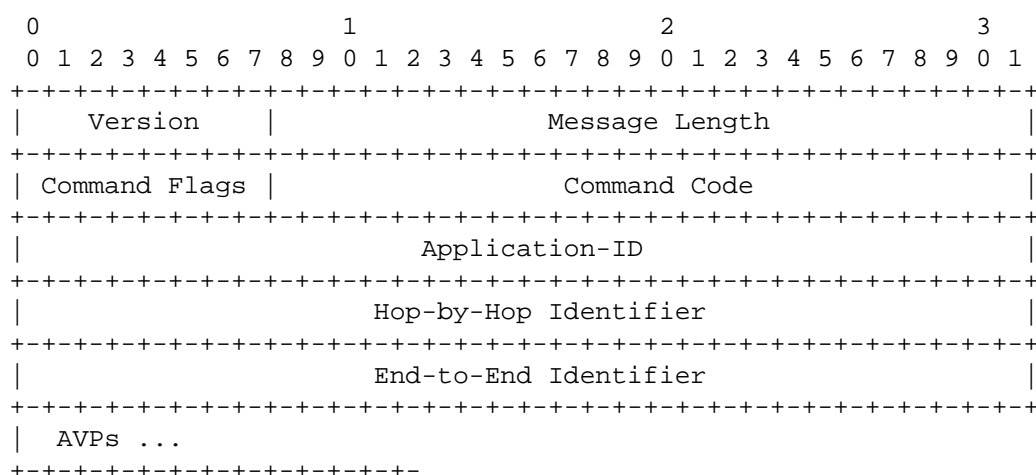 0                   1                   2                   3
 0 1 2 3 4 5 6 7 8 9 0 1 2 3 4 5 6 7 8 9 0 1 2 3 4 5 6 7 8 9 0 1
+-+-+-+-+-+-+-+-+-+-+-+-+-+-+-+-+-+-+-+-+-+-+-+-+-+-+-+-+-+-+-+-+
|    Version    |                 Message Length                |
+-+-+-+-+-+-+-+-+-+-+-+-+-+-+-+-+-+-+-+-+-+-+-+-+-+-+-+-+-+-+-+-+
| Command Flags |                  Command Code                 |
+-+-+-+-+-+-+-+-+-+-+-+-+-+-+-+-+-+-+-+-+-+-+-+-+-+-+-+-+-+-+-+-+
|                         Application-ID                        |
+-+-+-+-+-+-+-+-+-+-+-+-+-+-+-+-+-+-+-+-+-+-+-+-+-+-+-+-+-+-+-+-+
|                      Hop-by-Hop Identifier                    |
+-+-+-+-+-+-+-+-+-+-+-+-+-+-+-+-+-+-+-+-+-+-+-+-+-+-+-+-+-+-+-+-+
|                      End-to-End Identifier                    |
+-+-+-+-+-+-+-+-+-+-+-+-+-+-+-+-+-+-+-+-+-+-+-+-+-+-+-+-+-+-+-+-+
|  AVPs ...
+-+-+-+-+-+-+-+-+-+-+-+-+-